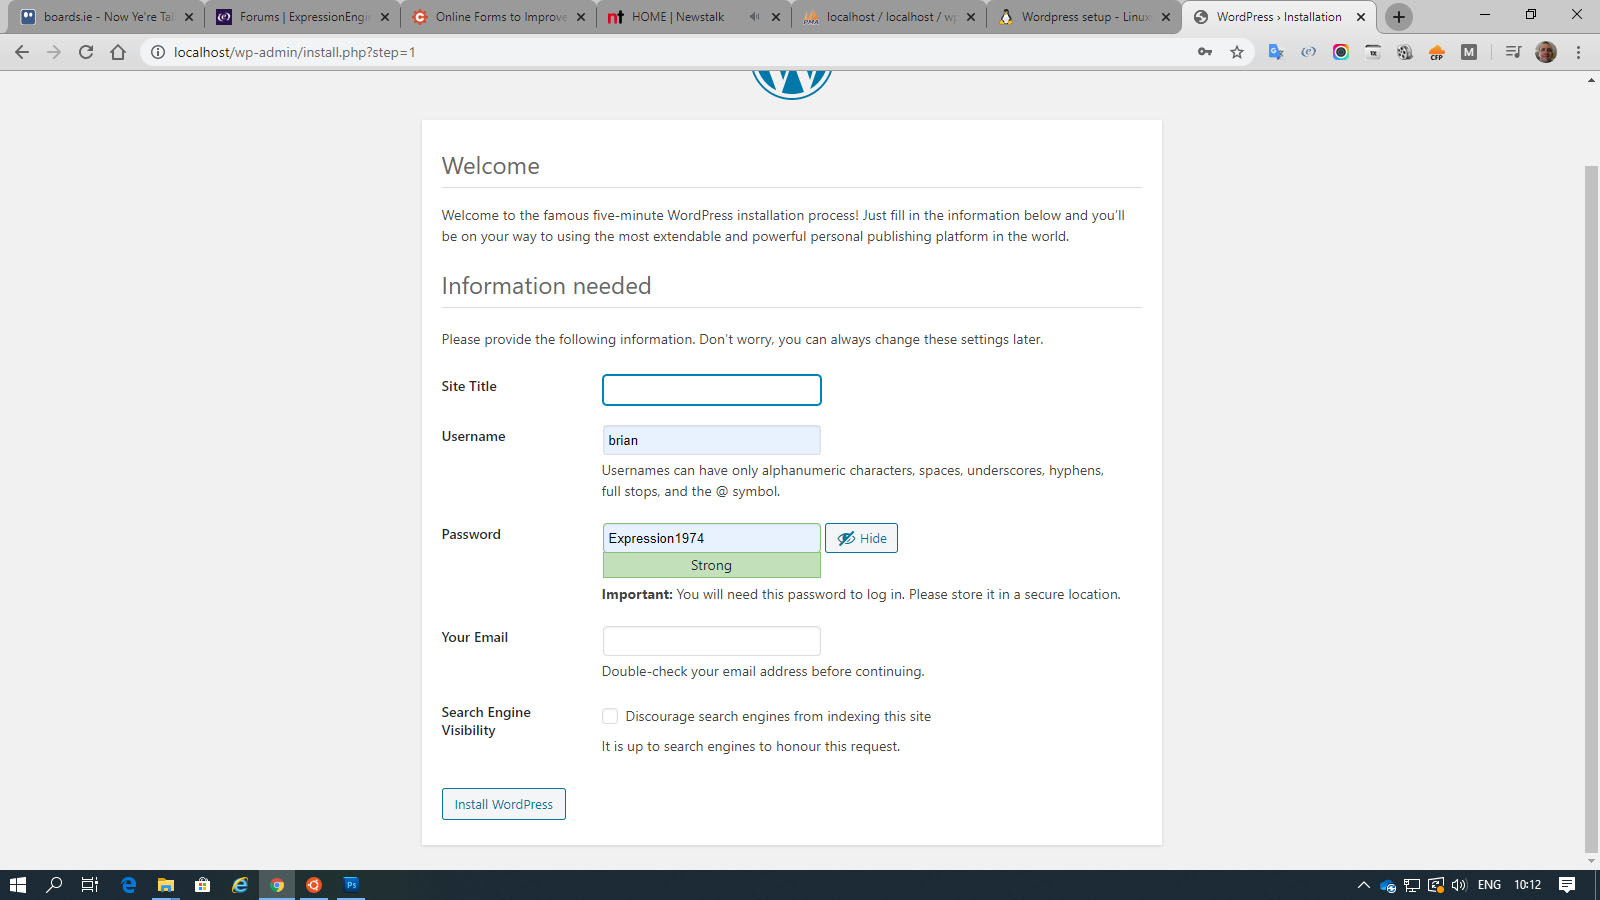 boards.ie - Now Ye're Tal
Forums | ExpressionEngin
Online Forms to Improve
HOME | Newstalk
localhost / localhost / wp
Wordpress setup - Linux
WordPress › Installation
localhost/wp-admin/install.php?step=1
Welcome
Welcome to the famous five-minute WordPress installation process! Just fill in the information below and you'll
be on your way to using the most extendable and powerful personal publishing platform in the world.
Information needed
Please provide the following information. Don't worry, you can always change these settings later.
Site Title
Username
brian
Usernames can have only alphanumeric characters, spaces, underscores, hyphens,
full stops, and the @ symbol.
Password
Expression1974
Hide
Strong
Important: You will need this password to log in. Please store it in a secure location.
Your Email
Double-check your email address before continuing.
Search Engine
Visibility
Discourage search engines from indexing this site
It is up to search engines to honour this request.
Install WordPress
ENG
10:12